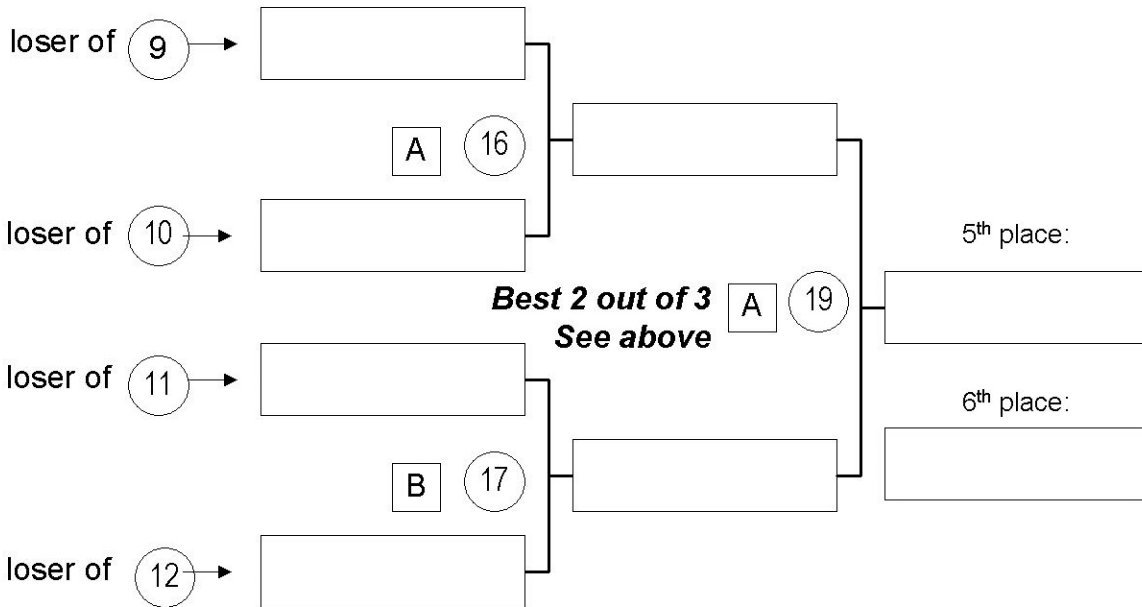 loser of 9
A 16
loser of 10
5th place:
Best 2 out of 3
See above
A 19
loser of 11
6th place:
B 17
loser of 12